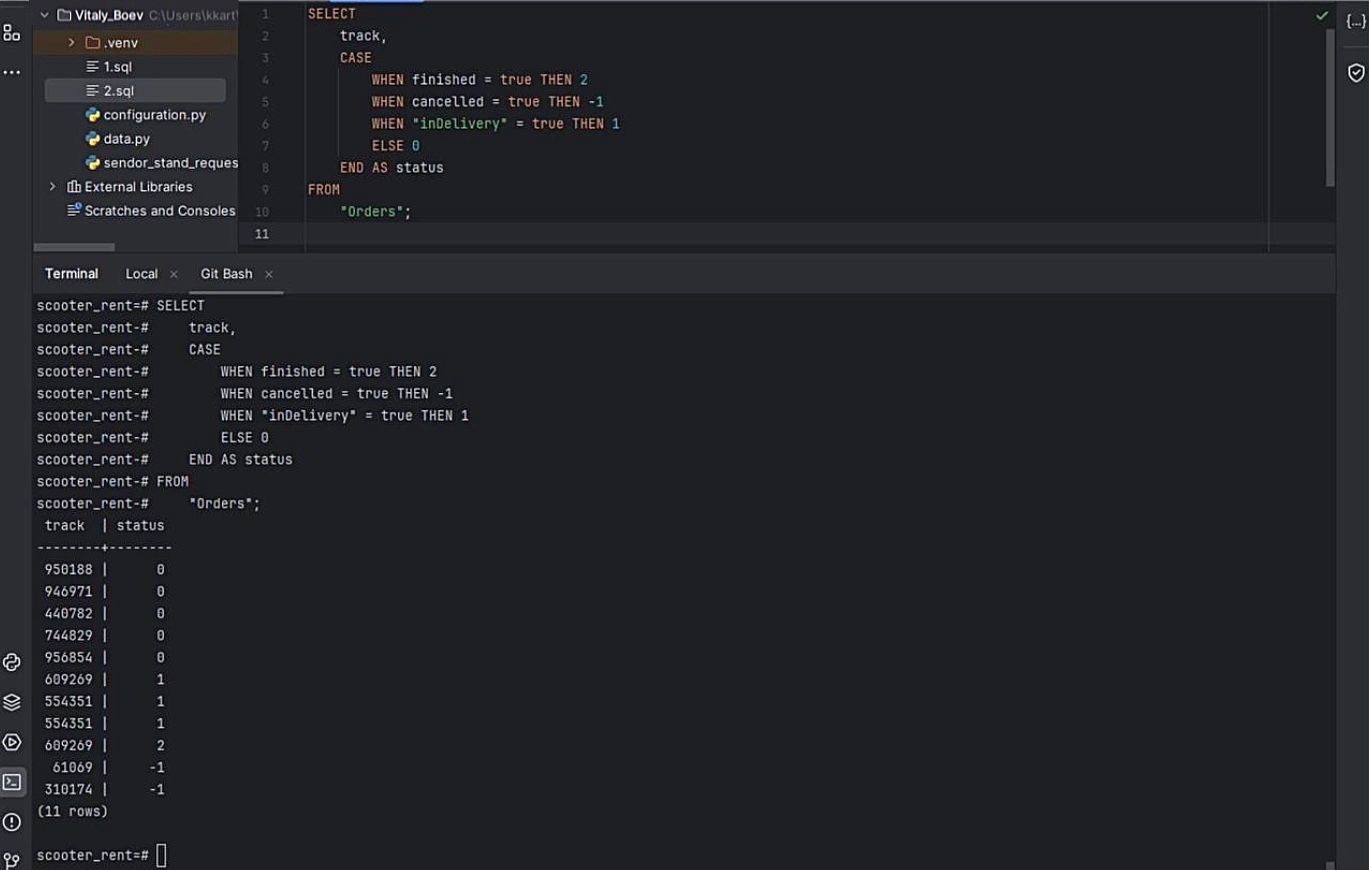 Vitaly_Boev C:\Users\kkart
.venv
1.sql
2.sql
configuration.py
data.py
sendor_stand_reques
External Libraries
Scratches and Consoles
1 SELECT
2     track,
3     CASE
4         WHEN finished = true THEN 2
5         WHEN cancelled = true THEN -1
6         WHEN "inDelivery" = true THEN 1
7         ELSE 0
8     END AS status
9 FROM
10     "Orders";
11
{...}
Terminal Local × Git Bash ×
scooter_rent=# SELECT
scooter_rent-#     track,
scooter_rent-#     CASE
scooter_rent-#         WHEN finished = true THEN 2
scooter_rent-#         WHEN cancelled = true THEN -1
scooter_rent-#         WHEN "inDelivery" = true THEN 1
scooter_rent-#         ELSE 0
scooter_rent-#     END AS status
scooter_rent-# FROM
scooter_rent-#     "Orders";
 track  | status
--------+--------
 950188 |      0
 946971 |      0
 440782 |      0
 744829 |      0
 956854 |      0
 609269 |      1
 554351 |      1
 554351 |      1
 609269 |      2
  61069 |     -1
 310174 |     -1
(11 rows)
scooter_rent=#